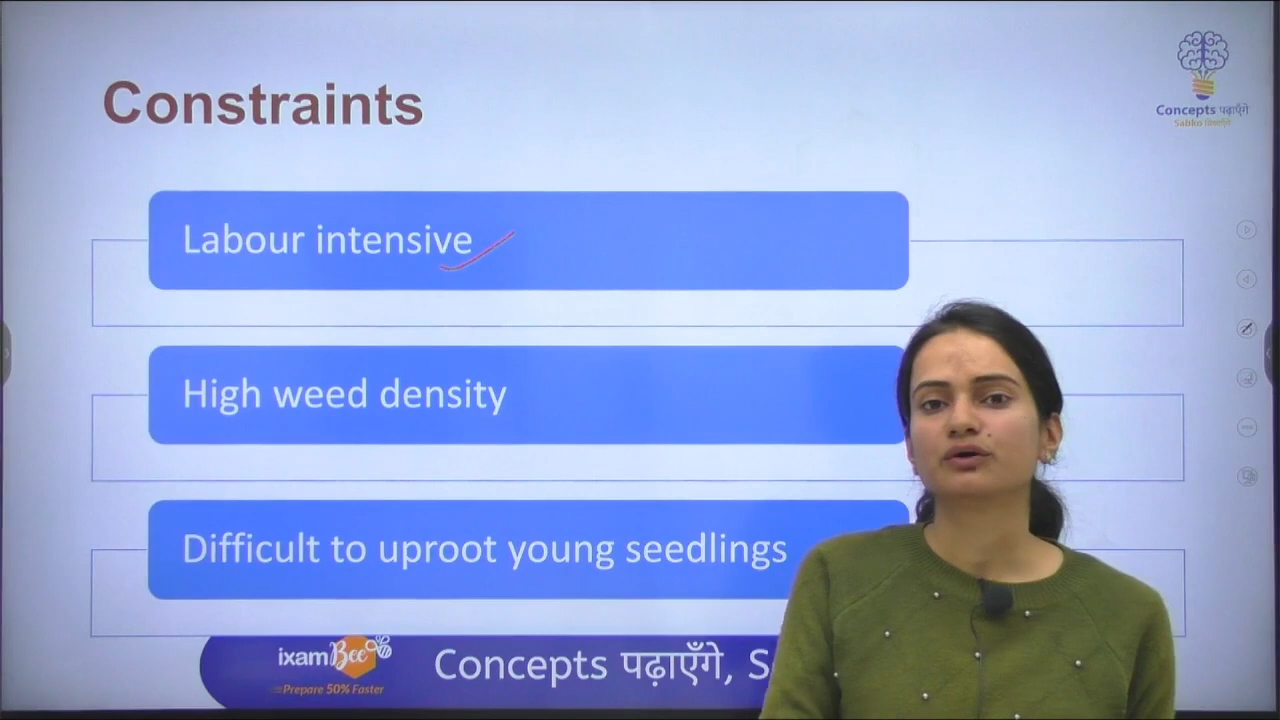 Constraints
Concepts पढ़ाएँगे
Labour intensive
High weed density
Difficult to uproot young seedlings
ixamBee
Prepare 50% Faster
Concepts पढ़ाएँगे, S